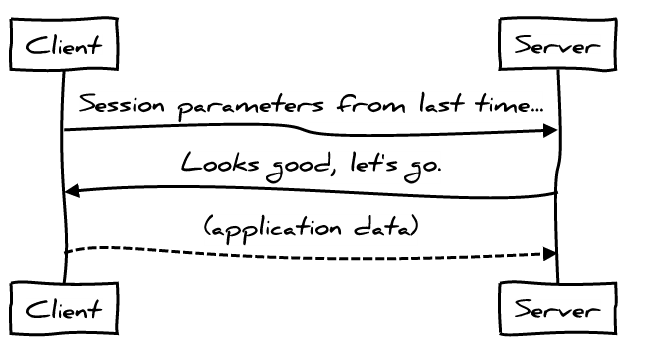 Client
Server
Session parameters from last time...
Looks good, let's go.
(application data)
Client
Server